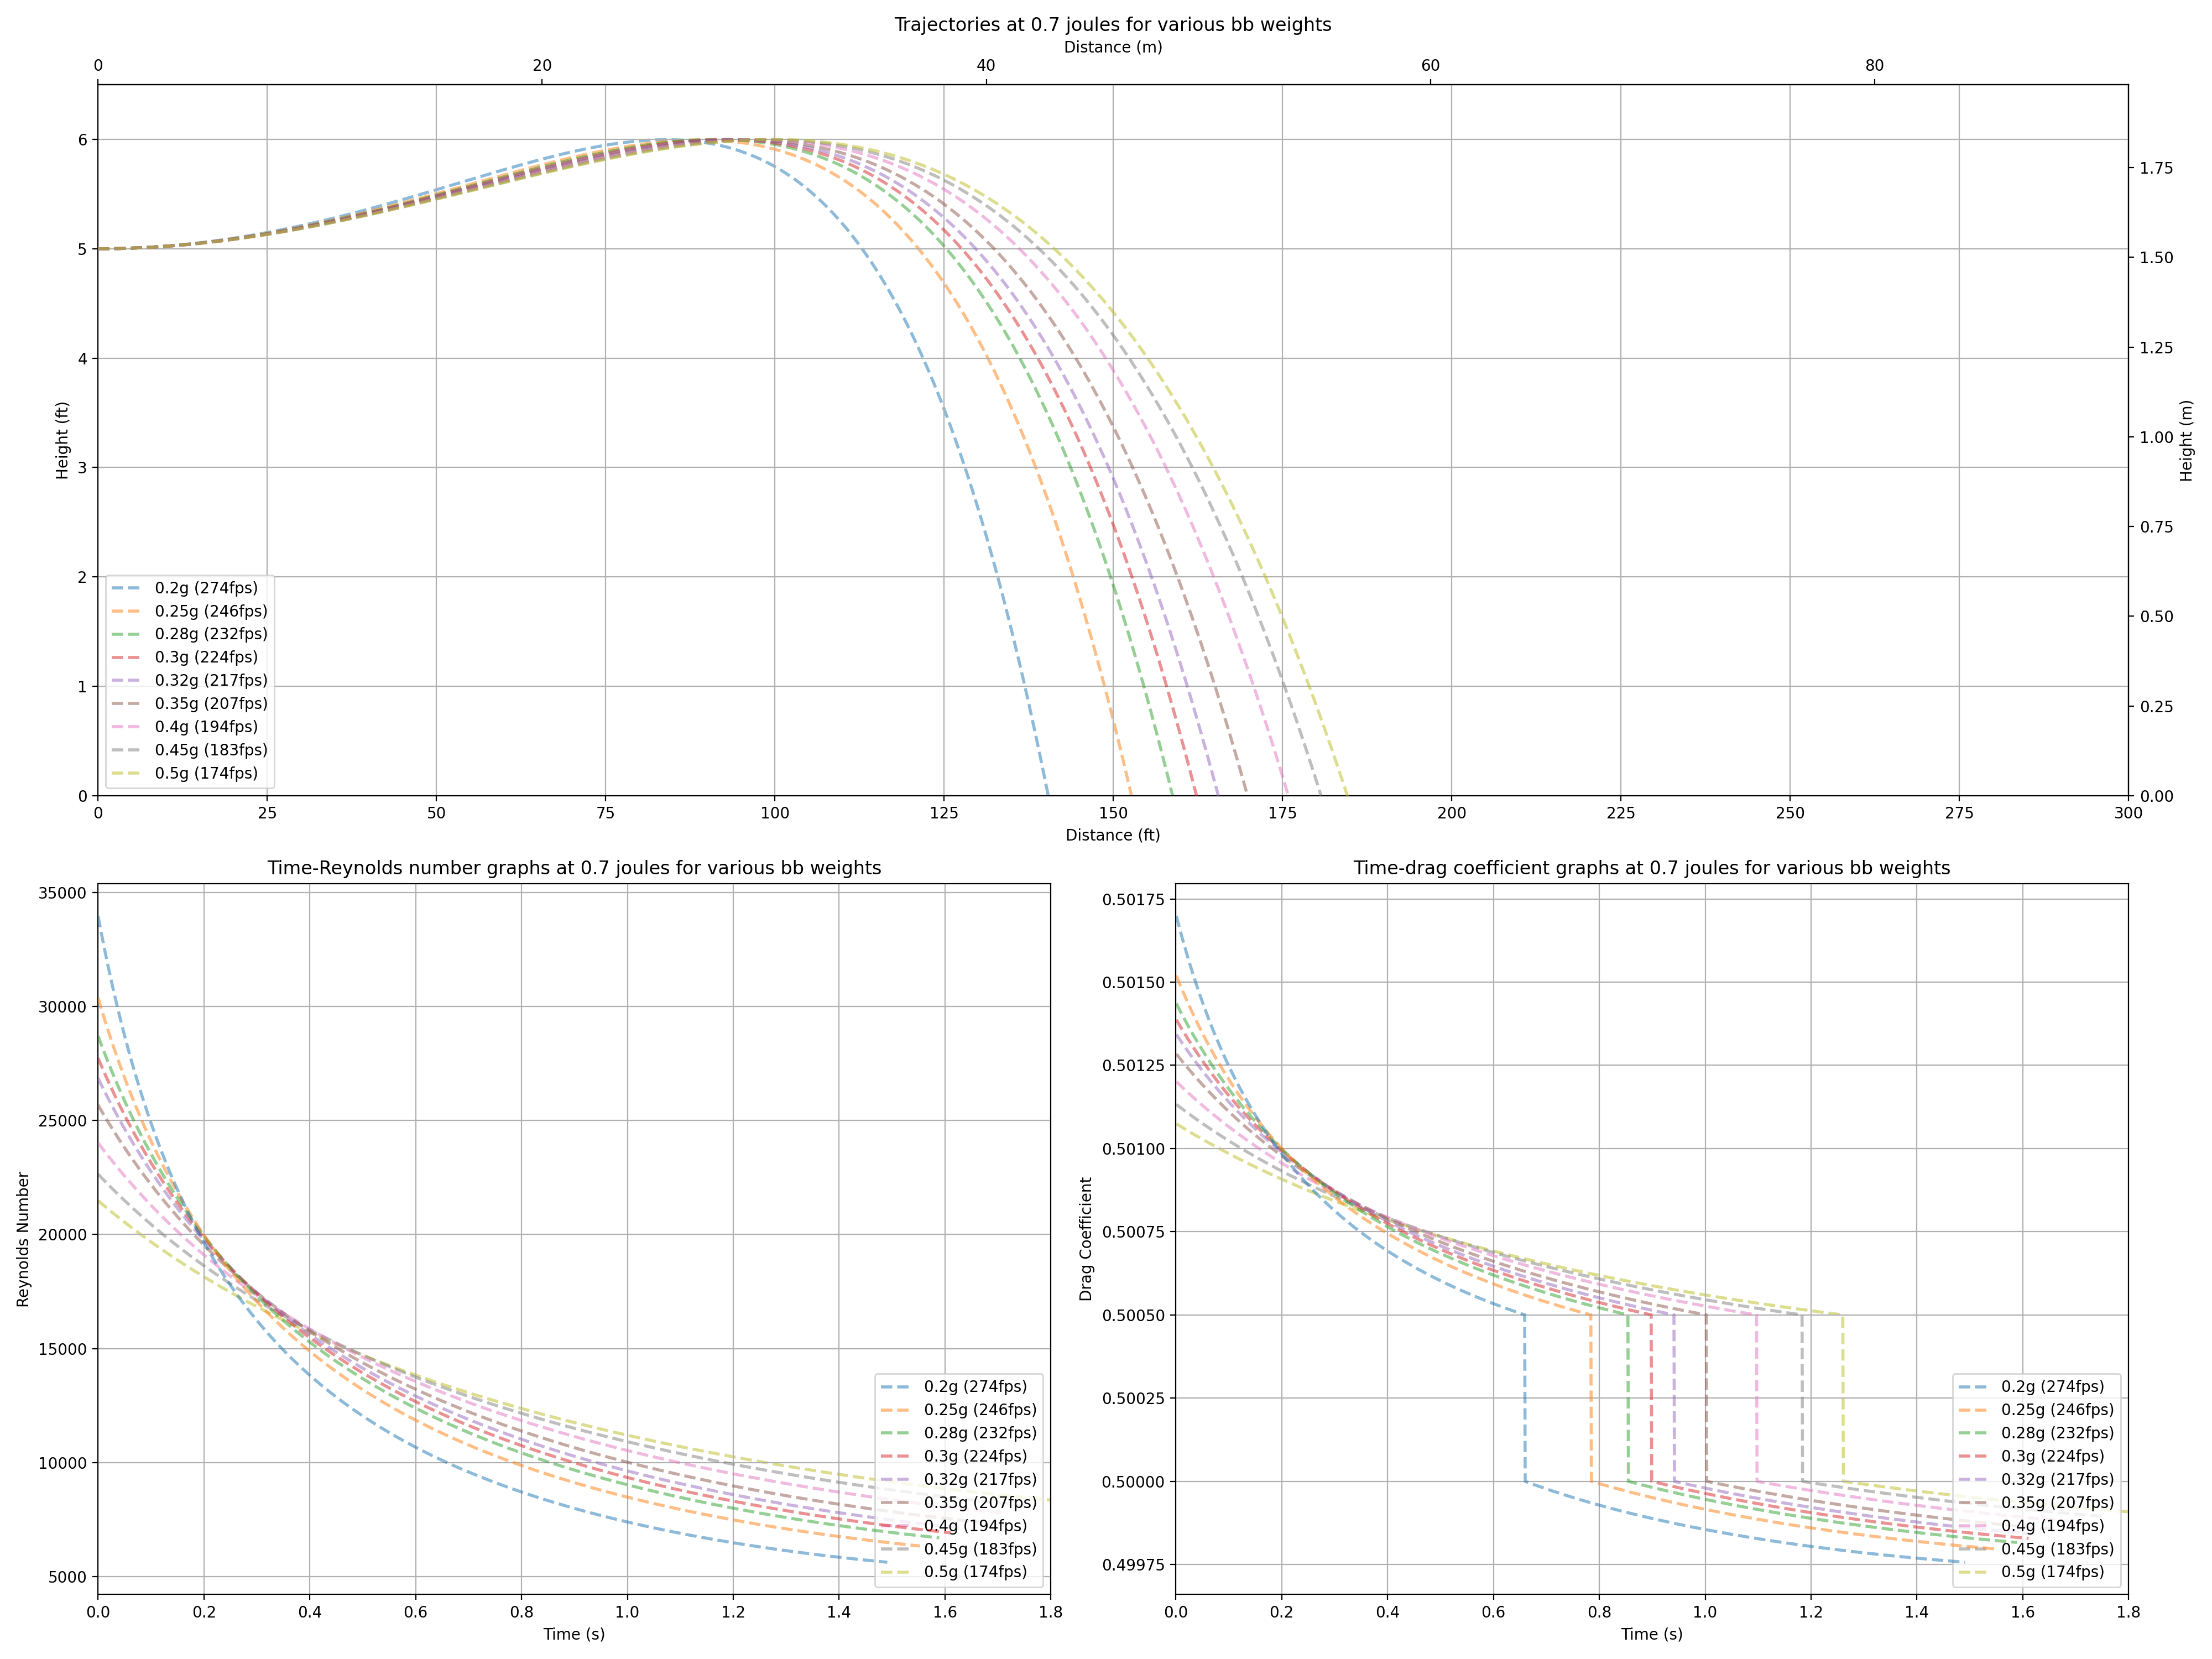 Trajectories at 0.7 joules for various bb weights
Distance (m)
0 20 40 60 80
6
5
4
3
2
1
0
Height (ft)
1.75
1.50
1.25
1.00
0.75
0.50
0.25
0.00
Height (m)
0.2g (274fps)
0.25g (246fps)
0.28g (232fps)
0.3g (224fps)
0.32g (217fps)
0.35g (207fps)
0.4g (194fps)
0.45g (183fps)
0.5g (174fps)
0 25 50 75 100 125 150 175 200 225 250 275 300
Distance (ft)
Time-Reynolds number graphs at 0.7 joules for various bb weights
35000
30000
25000
20000
15000
10000
5000
Reynolds Number
0.2g (274fps)
0.25g (246fps)
0.28g (232fps)
0.3g (224fps)
0.32g (217fps)
0.35g (207fps)
0.4g (194fps)
0.45g (183fps)
0.5g (174fps)
0.0 0.2 0.4 0.6 0.8 1.0 1.2 1.4 1.6 1.8
Time (s)
Time-drag coefficient graphs at 0.7 joules for various bb weights
0.50175
0.50150
0.50125
0.50100
0.50075
0.50050
0.50025
0.50000
0.49975
Drag Coefficient
0.2g (274fps)
0.25g (246fps)
0.28g (232fps)
0.3g (224fps)
0.32g (217fps)
0.35g (207fps)
0.4g (194fps)
0.45g (183fps)
0.5g (174fps)
0.0 0.2 0.4 0.6 0.8 1.0 1.2 1.4 1.6 1.8
Time (s)